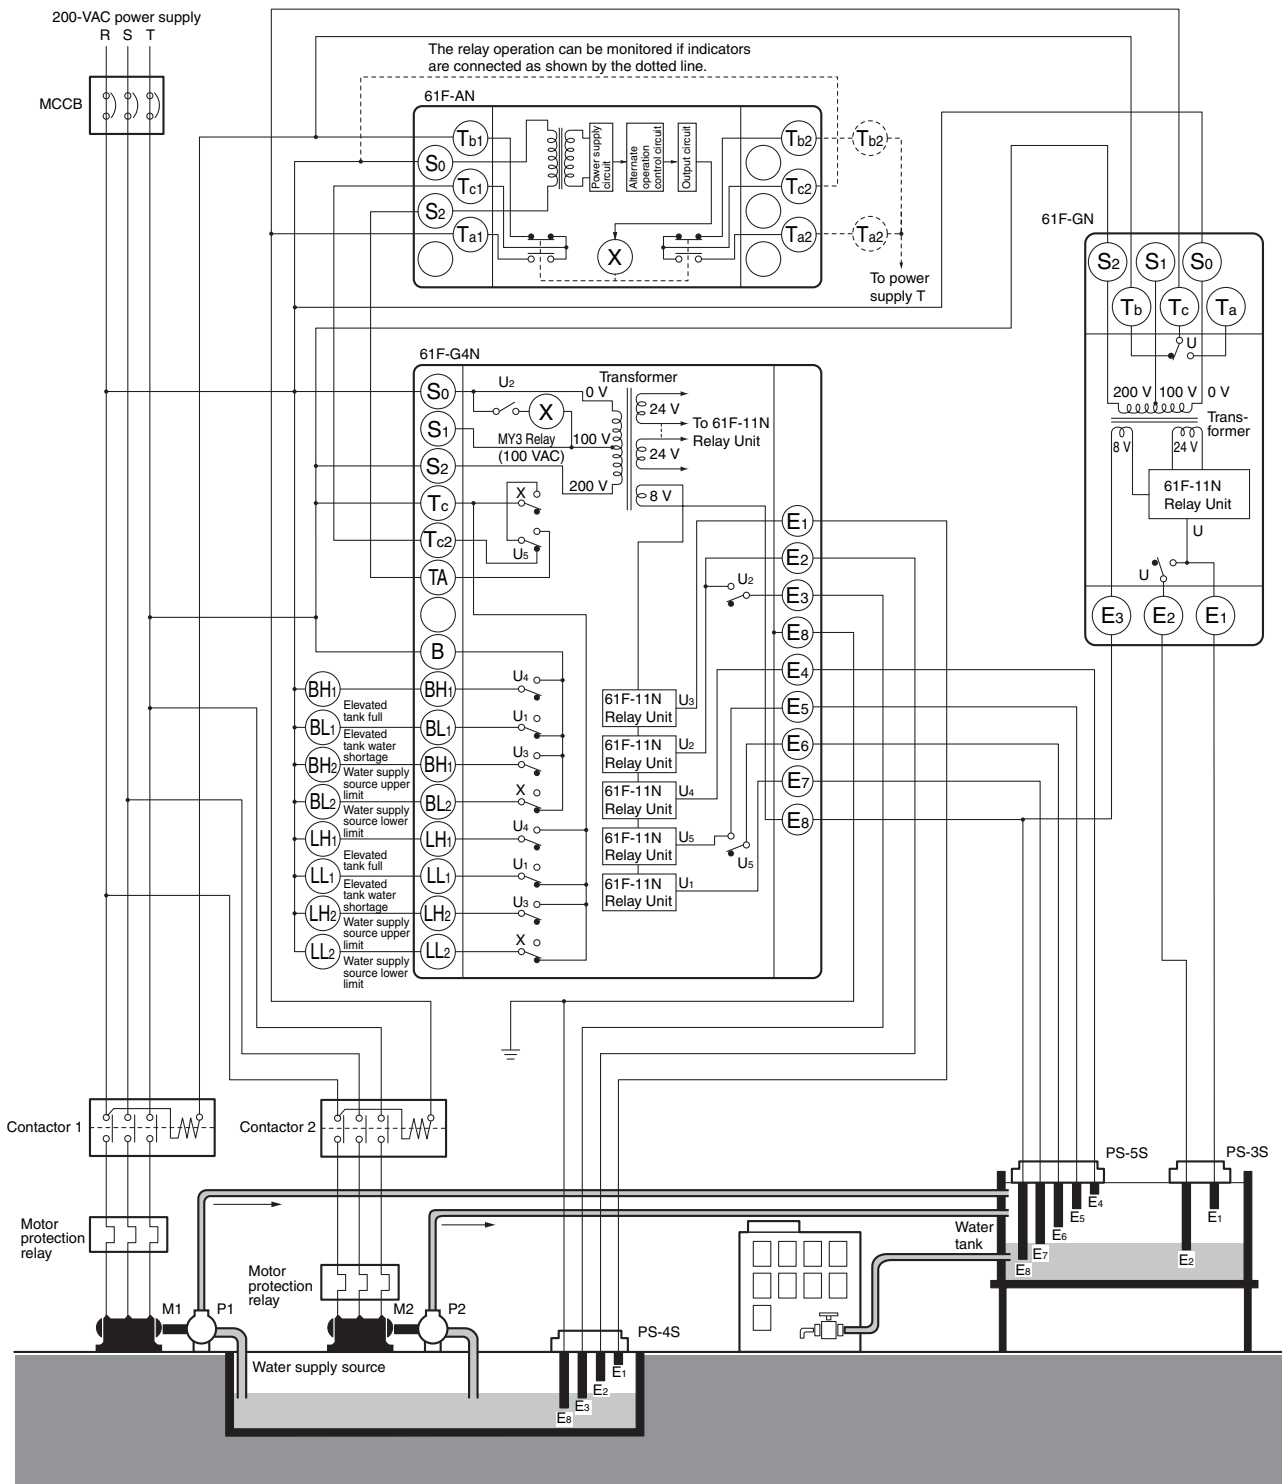 200-VAC power supply
R S T
MCCB
The relay operation can be monitored if indicators
are connected as shown by the dotted line.
61F-AN
Tb1
S0
Tc1
S2
Ta1
Power supply
circuit
Alternate
operation
control circuit
Output circuit
X
Tb2
Tc2
Ta2
Tb2
Ta2
To power
supply T
61F-GN
S2
S1
S0
Tb
Tc
Ta
U
200 V
100 V
0 V
Trans-
former
8 V
24 V
61F-11N
Relay Unit
U
U
E3
E2
E1
61F-G4N
S0
S1
S2
Tc
Tc2
TA
B
BH1
BL1
BH1
BL2
LH1
LL1
LH2
LL2
U2
X
MY3 Relay
(100 VAC)
Transformer
0 V
100 V
200 V
24 V
24 V
8 V
To 61F-11N
Relay Unit
X
U5
U4
U1
U3
X
U4
U1
U3
X
61F-11N
Relay Unit
U3
61F-11N
Relay Unit
U2
61F-11N
Relay Unit
U4
61F-11N
Relay Unit
U5
61F-11N
Relay Unit
U1
U2
U5
E1
E2
E3
E8
E4
E5
E6
E7
E8
BH1
Elevated
tank full
BL1
Elevated
tank water
shortage
BH2
Water supply
source upper
limit
BL2
Water supply
source lower
limit
LH1
Elevated
tank full
LL1
Elevated
tank water
shortage
LH2
Water supply
source upper
limit
LL2
Water supply
source lower
limit
Contactor 1
Contactor 2
Motor
protection
relay
Motor
protection
relay
M1
P1
M2
P2
Water supply source
PS-4S
E1
E2
E3
E8
Water
tank
PS-5S
E4
E5
E6
E7
E8
PS-3S
E1
E2